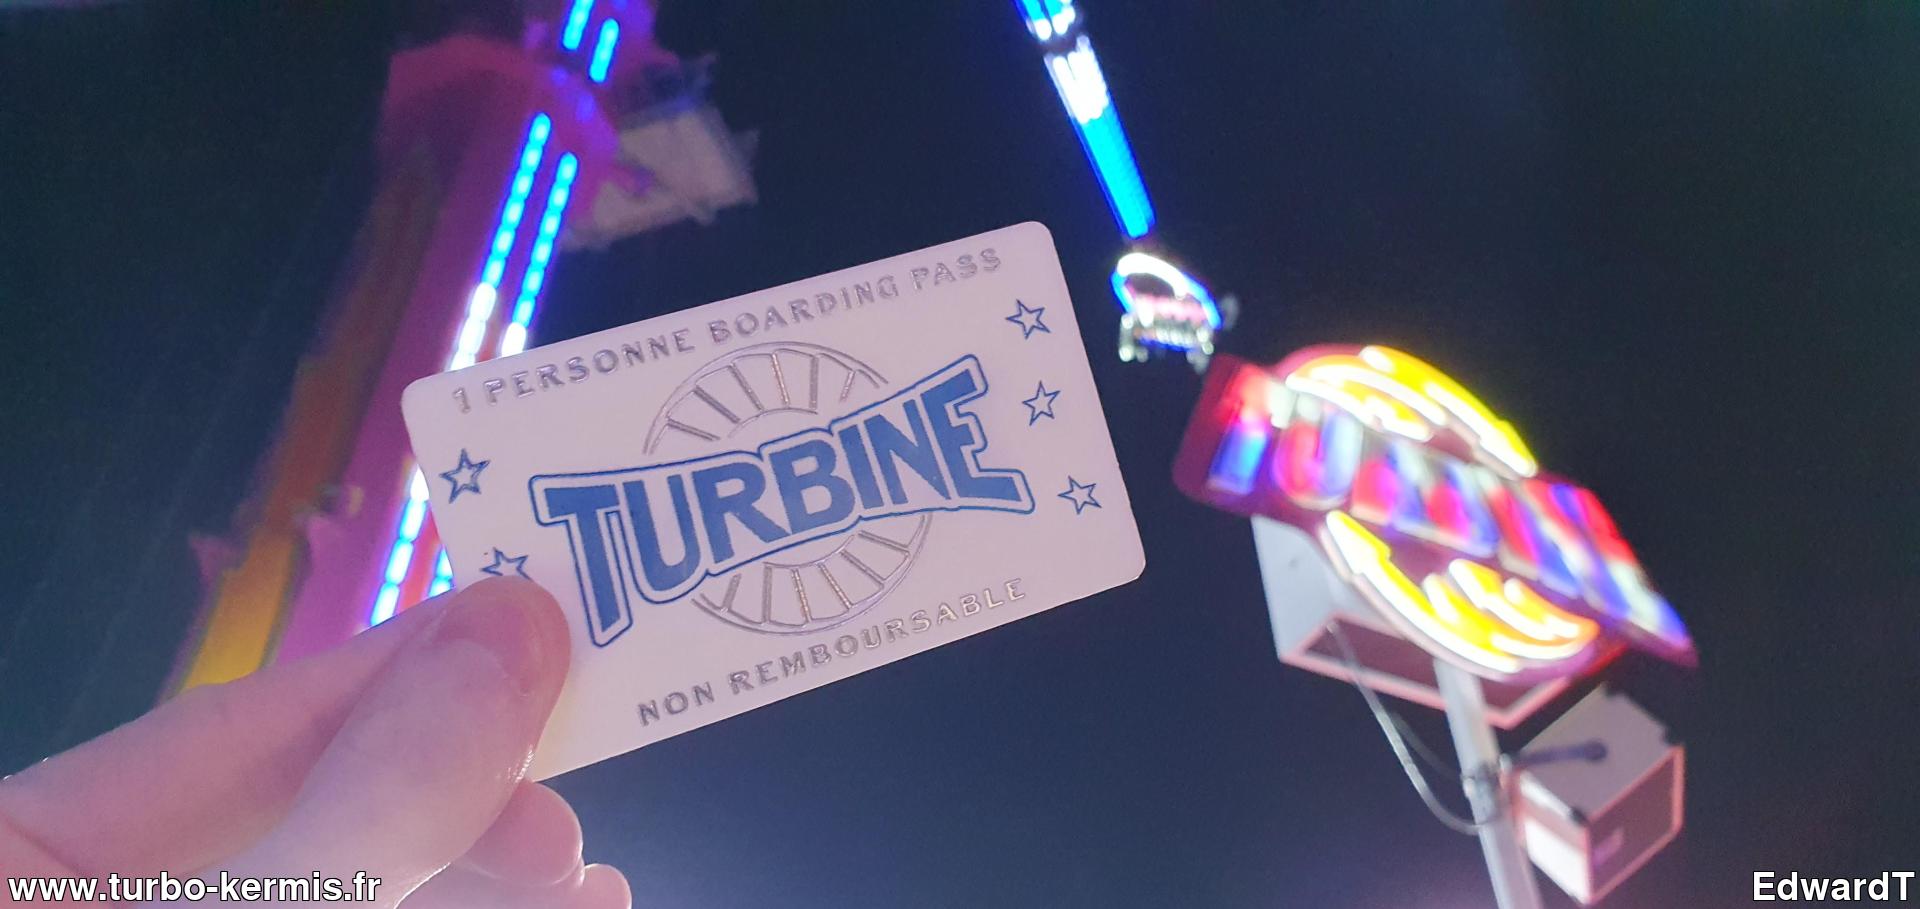 1 PERSONNE BOARDING PASS
TURBINE
NON REMBOURSABLE
www.turbo-kermis.fr
EdwardT